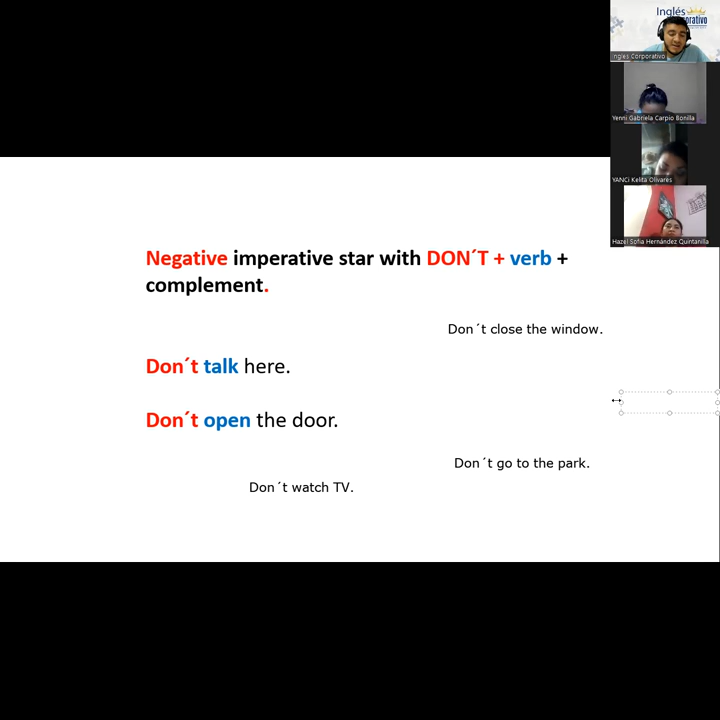 Inglés
Corporativo
Inglés Corporativo
Yenni Gabriela Carpio Bonilla
YANCI Kelita Olivares
Hazel Sofia Hernández Quintanilla
Negative imperative star with DON´T + verb +
complement.
Don´t close the window.
Don´t talk here.
Don´t open the door.
Don´t go to the park.
Don´t watch TV.